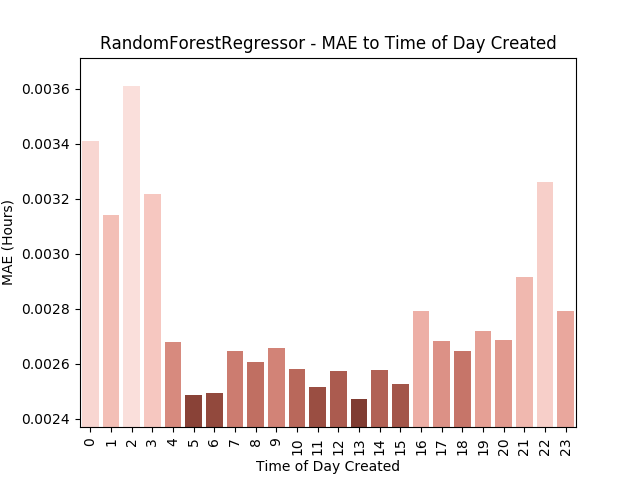 RandomForestRegressor - MAE to Time of Day Created
MAE (Hours)
0.0036
0.0034
0.0032
0.0030
0.0028
0.0026
0.0024
0 1 2 3 4 5 6 7 8 9 10 11 12 13 14 15 16 17 18 19 20 21 22 23
Time of Day Created